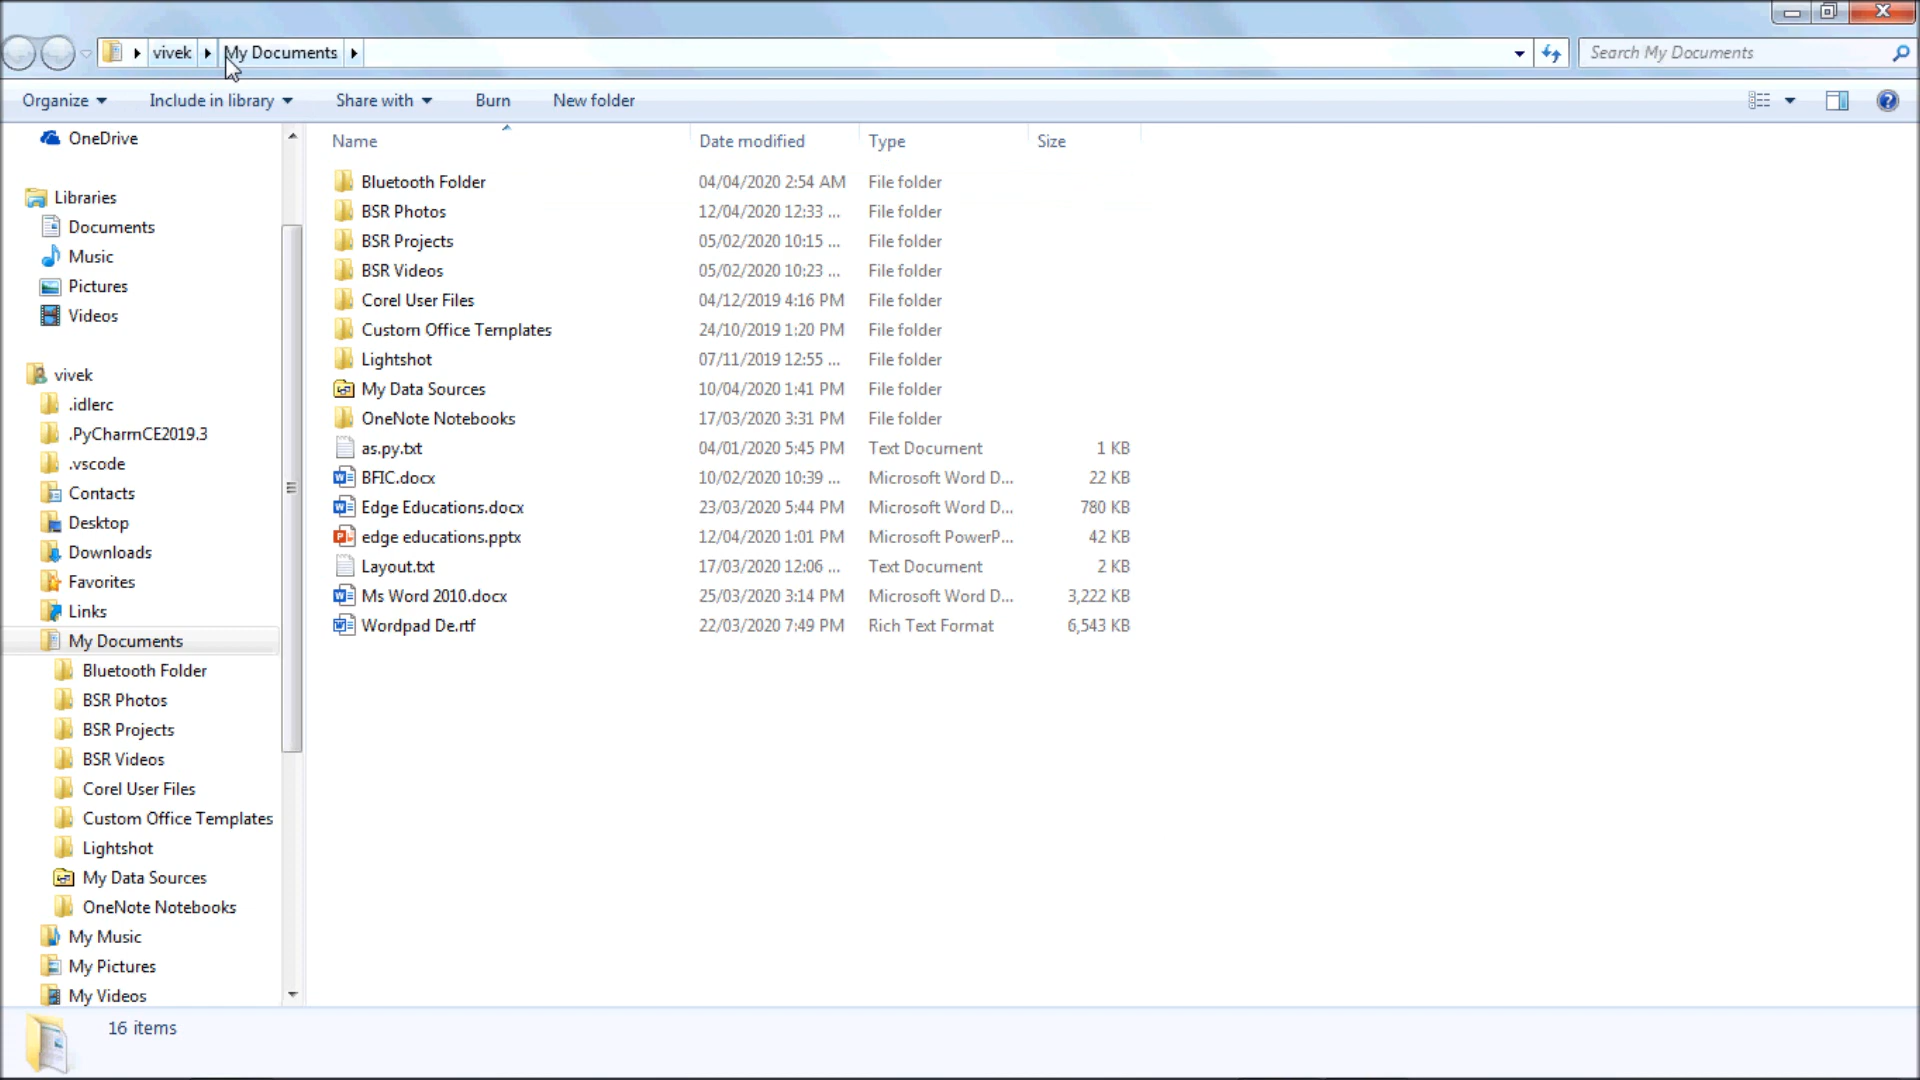 vivek My Documents
Search My Documents
Organize Include in library Share with Burn New folder
OneDrive
Libraries
Documents
Music
Pictures
Videos
vivek
.idlerc
.PyCharmCE2019.3
.vscode
Contacts
Desktop
Downloads
Favorites
Links
My Documents
Bluetooth Folder
BSR Photos
BSR Projects
BSR Videos
Corel User Files
Custom Office Templates
Lightshot
My Data Sources
OneNote Notebooks
My Music
My Pictures
My Videos
Name Date modified Type Size
Bluetooth Folder 04/04/2020 2:54 AM File folder
BSR Photos 12/04/2020 12:33 ... File folder
BSR Projects 05/02/2020 10:15 ... File folder
BSR Videos 05/02/2020 10:23 ... File folder
Corel User Files 04/12/2019 4:16 PM File folder
Custom Office Templates 24/10/2019 1:20 PM File folder
Lightshot 07/11/2019 12:55 ... File folder
My Data Sources 10/04/2020 1:41 PM File folder
OneNote Notebooks 17/03/2020 3:31 PM File folder
as.py.txt 04/01/2020 5:45 PM Text Document 1 KB
BFIC.docx 10/02/2020 10:39 ... Microsoft Word D... 22 KB
Edge Educations.docx 23/03/2020 5:44 PM Microsoft Word D... 780 KB
edge educations.pptx 12/04/2020 1:01 PM Microsoft PowerP... 42 KB
Layout.txt 17/03/2020 12:06 ... Text Document 2 KB
Ms Word 2010.docx 25/03/2020 3:14 PM Microsoft Word D... 3,222 KB
Wordpad De.rtf 22/03/2020 7:49 PM Rich Text Format 6,543 KB
16 items